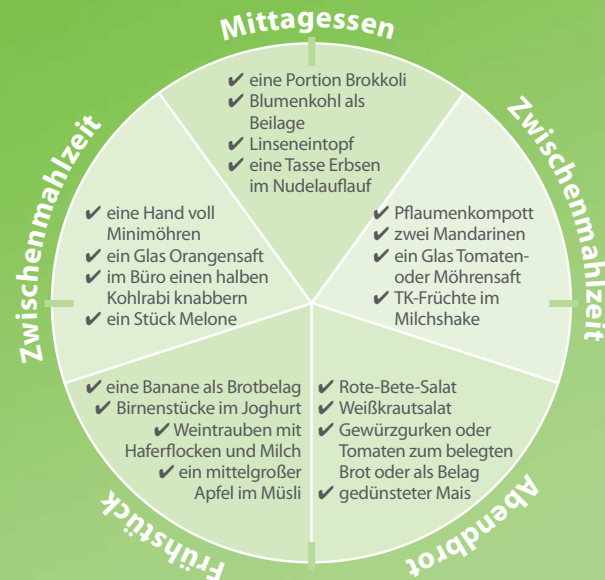 Mittagessen
✔ eine Portion Brokkoli
✔ Blumenkohl als
Beilage
✔ Linseneintopf
✔ eine Tasse Erbsen
im Nudelauflauf
Zwischenmahlzeit
✔ Pflaumenkompott
✔ zwei Mandarinen
✔ ein Glas Tomaten-
oder Möhrensaft
✔ TK-Früchte im
Milchshake
Abendbrot
✔ Rote-Bete-Salat
✔ Weißkrautsalat
✔ Gewürzgurken oder
Tomaten zum belegten
Brot oder als Belag
✔ gedünsteter Mais
Frühstück
✔ eine Banane als Brotbelag
✔ Birnenstücke im Joghurt
✔ Weintrauben mit
Haferflocken und Milch
✔ ein mittelgroßer
Apfel im Müsli
Zwischenmahlzeit
✔ eine Hand voll
Minimöhren
✔ ein Glas Orangensaft
✔ im Büro einen halben
Kohlrabi knabbern
✔ ein Stück Melone